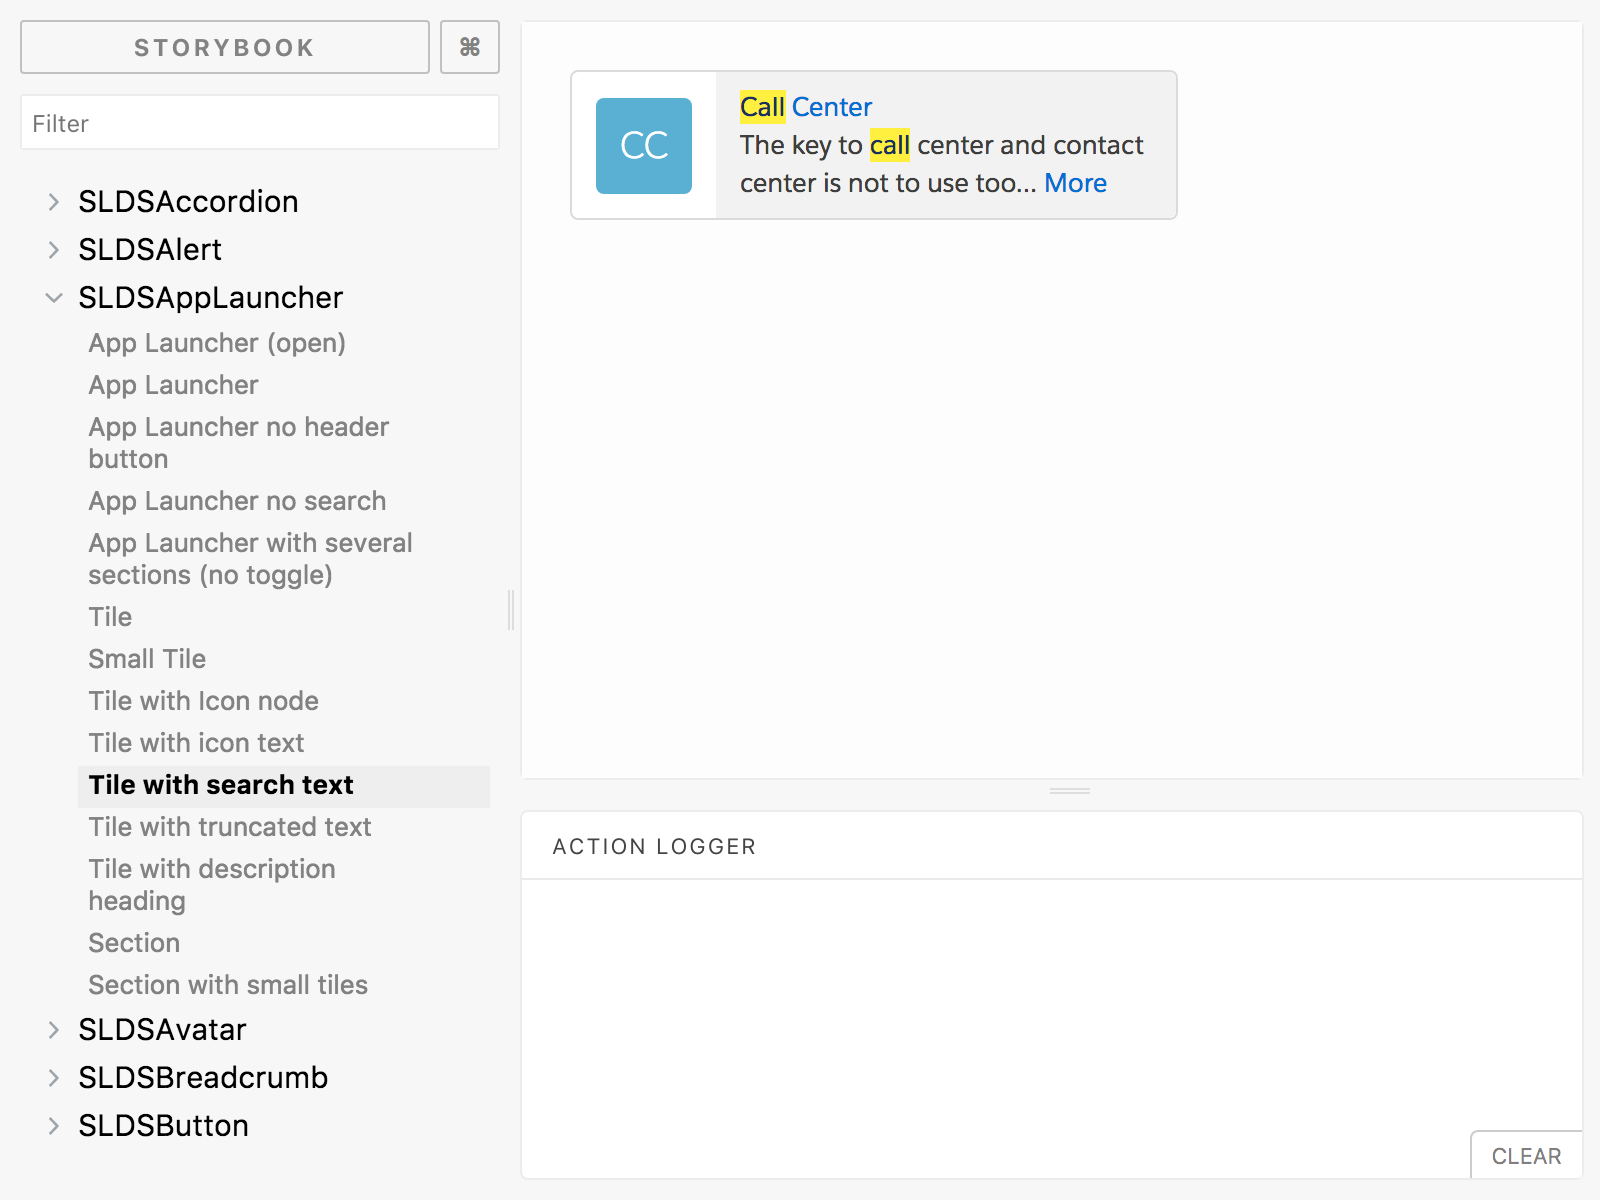 STORYBOOK
⌘
Filter
SLDSAccordion
SLDSAlert
SLDSAppLauncher
App Launcher (open)
App Launcher
App Launcher no header
button
App Launcher no search
App Launcher with several
sections (no toggle)
Tile
Small Tile
Tile with Icon node
Tile with icon text
Tile with search text
Tile with truncated text
Tile with description
heading
Section
Section with small tiles
SLDSAvatar
SLDSBreadcrumb
SLDSButton
CC
Call Center
The key to call center and contact
center is not to use too... More
ACTION LOGGER
CLEAR